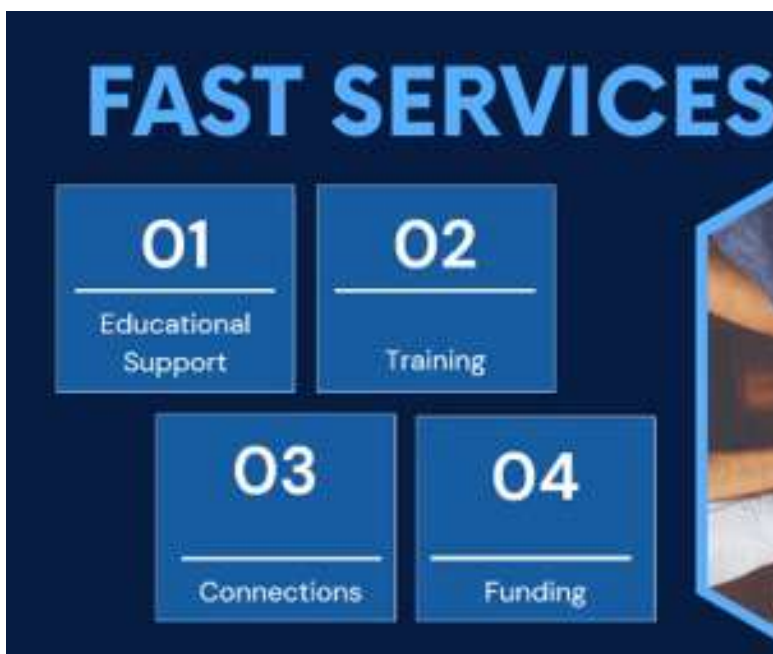 FAST SERVICES
01
Educational
Support
02
Training
03
Connections
04
Funding